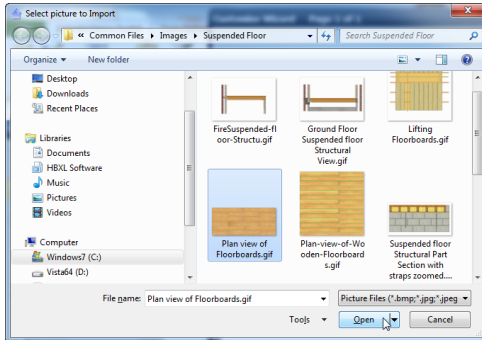 Select picture to Import
Customise Wizard - Page 1 of 1
« Common Files ▸ Images ▸ Suspended Floor
Search Suspended Floor
Organize ▾ New folder
Desktop
Downloads
Recent Places
Libraries
Documents
HBXL Software
Music
Pictures
Videos
Computer
Windows7 (C:)
Vista64 (D:)
FireSuspended-fl
oor-Structu.gif
Ground Floor
Suspended floor
Structural
View.gif
Lifting
Floorboards.gif
Plan view of
Floorboards.gif
Plan-view-of-Wo
oden-Floorboard
s.gif
Suspended floor
Structural Part
Section with
straps zoomed....
File name: Plan view of Floorboards.gif
Picture Files (*.bmp;*.jpg;*.jpeg
Tools ▾ Open Cancel